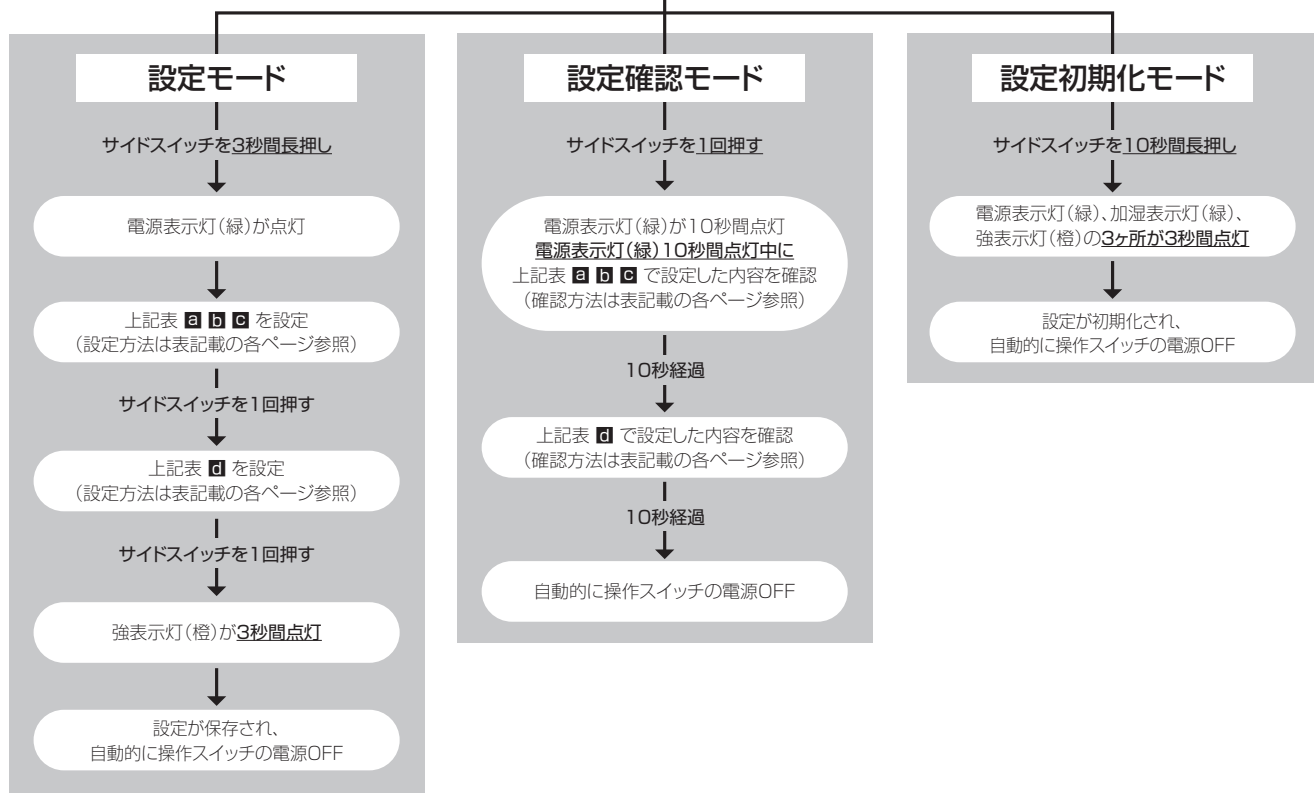 設定モード
サイドスイッチを3秒間長押し
電源表示灯(緑)が点灯
上記表 a b c を設定
(設定方法は表記載の各ページ参照)
サイドスイッチを1回押す
上記表 d を設定
(設定方法は表記載の各ページ参照)
サイドスイッチを1回押す
強表示灯(橙)が3秒間点灯
設定が保存され、
自動的に操作スイッチの電源OFF
設定確認モード
サイドスイッチを1回押す
電源表示灯(緑)が10秒間点灯
電源表示灯(緑)10秒間点灯中に
上記表 a b c で設定した内容を確認
(確認方法は表記載の各ページ参照)
10秒経過
上記表 d で設定した内容を確認
(確認方法は表記載の各ページ参照)
10秒経過
自動的に操作スイッチの電源OFF
設定初期化モード
サイドスイッチを10秒間長押し
電源表示灯(緑)、加湿表示灯(緑)、
強表示灯(橙)の3ヶ所が3秒間点灯
設定が初期化され、
自動的に操作スイッチの電源OFF